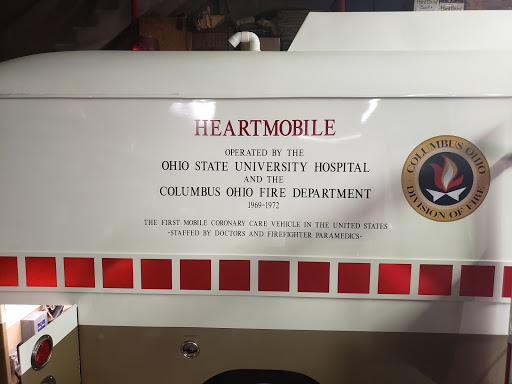 HEARTMOBILE
OPERATED BY THE
OHIO STATE UNIVERSITY HOSPITAL
AND THE
COLUMBUS OHIO FIRE DEPARTMENT
1969-1972
THE FIRST MOBILE CORONARY CARE VEHICLE IN THE UNITED STATES
-STAFFED BY DOCTORS AND FIREFIGHTER PARAMEDICS-
COLUMBUS OHIO
DIVISION OF FIRE